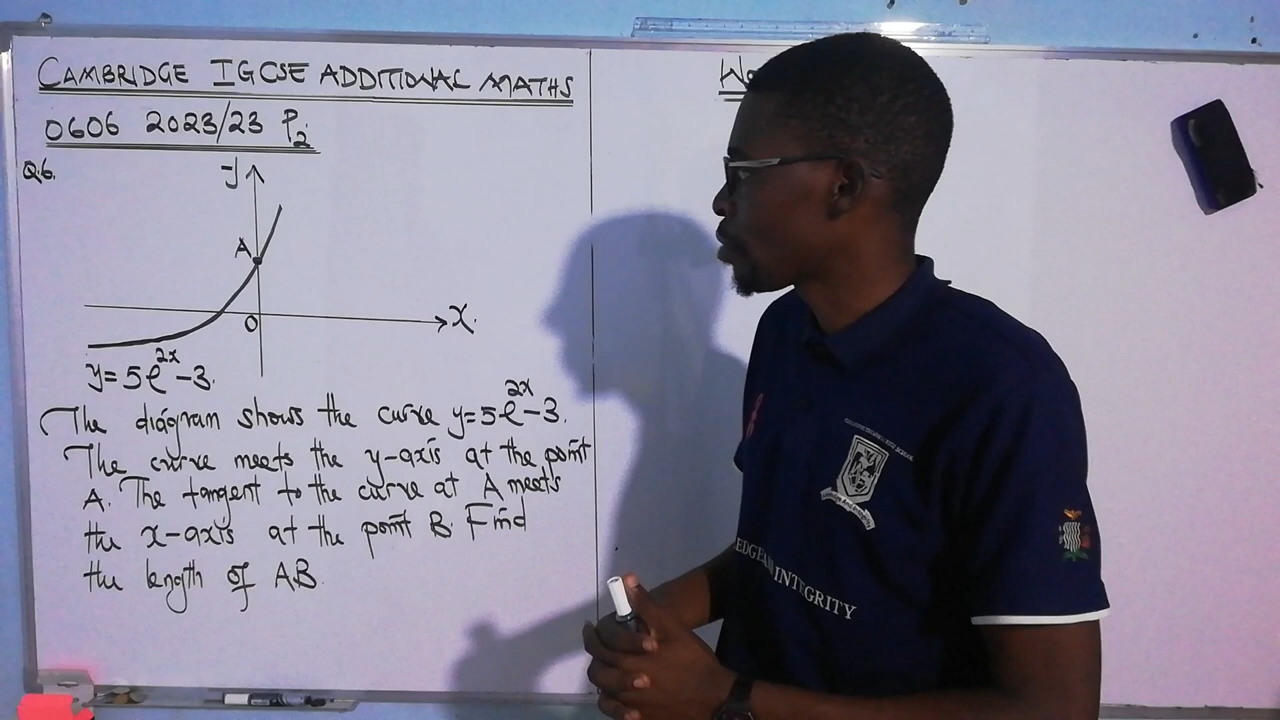 CAMBRIDGE IGCSE ADDITIONAL MATHS
0606 2023/23 P2
Q6.
y
A
O
x
y=5e^2x-3.
The diagram shows the curve y=5e^2x-3.
The curve meets the y-axis at the point
A. The tangent to the curve at A meets
the x-axis at the point B. Find
the length of AB.
INTEGRITY